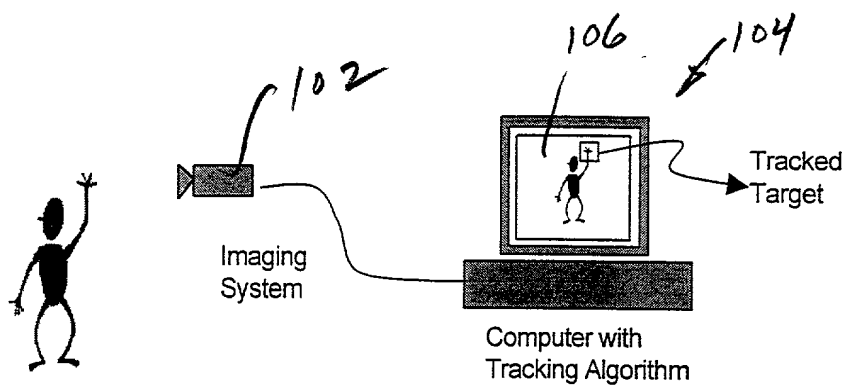 106
104
102
Tracked
Target
Imaging
System
Computer with
Tracking Algorithm